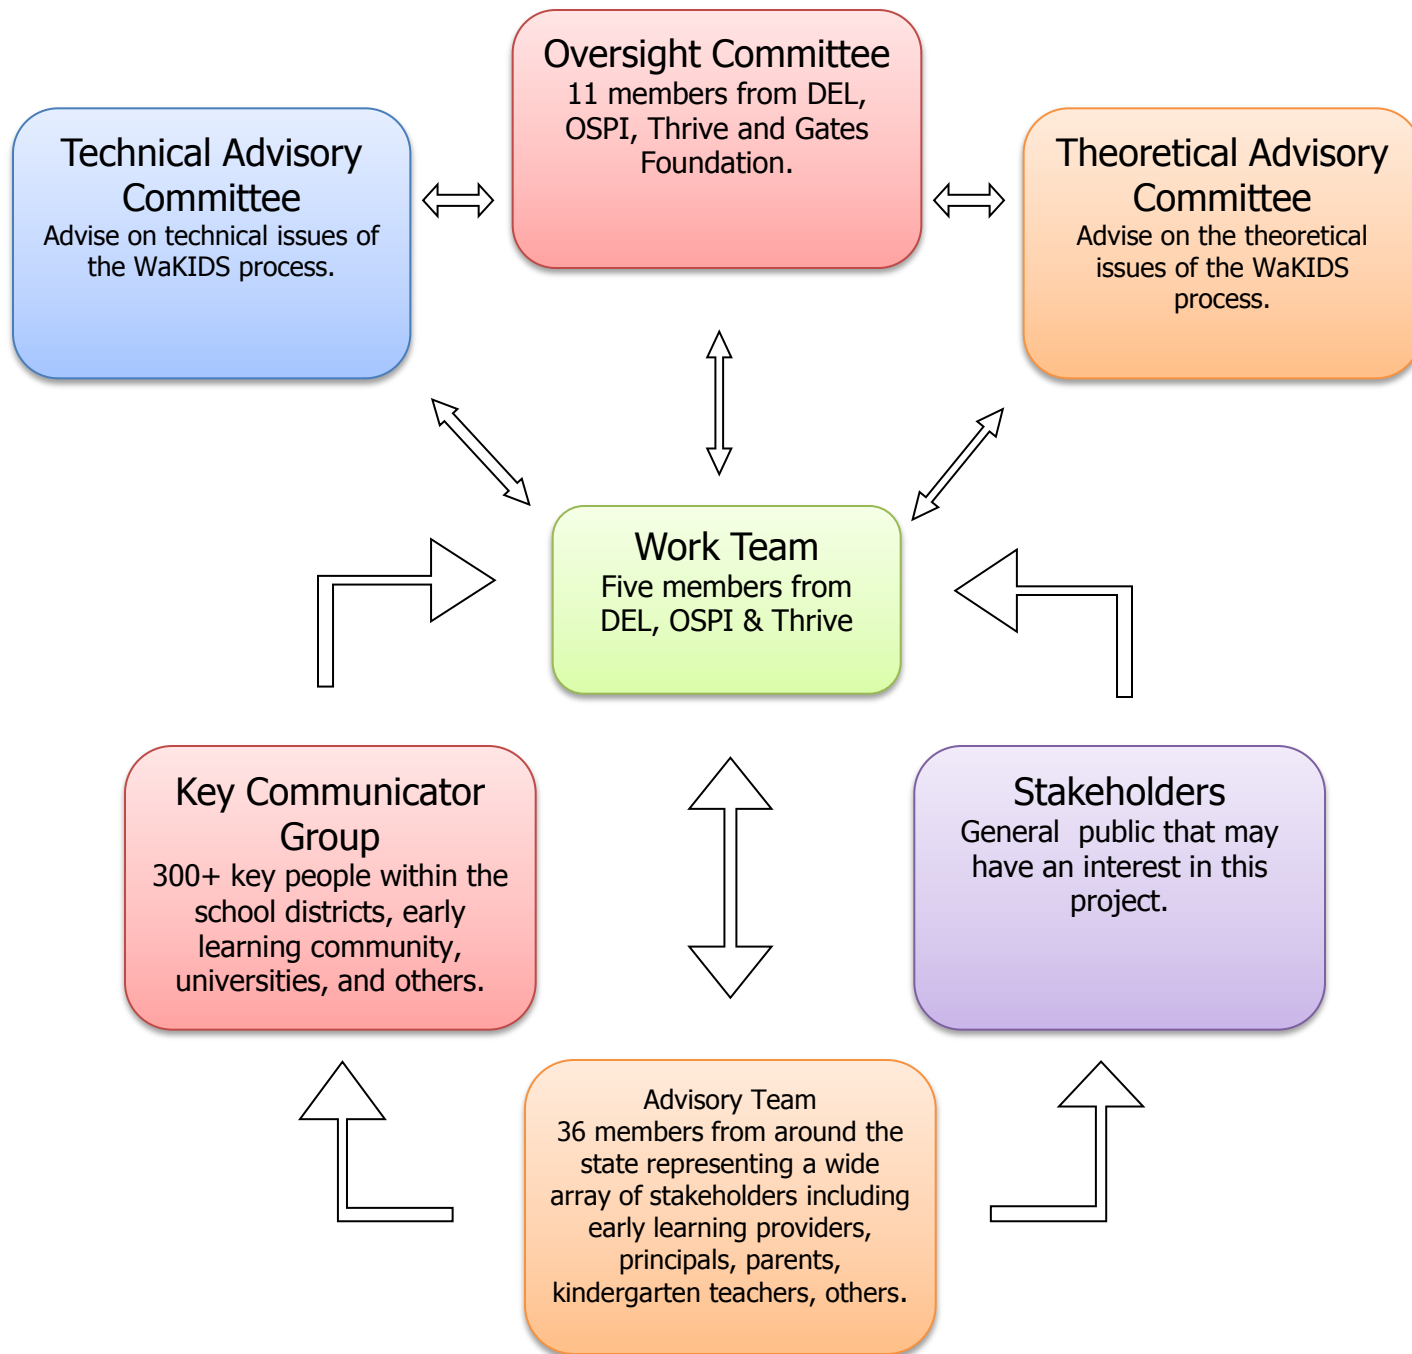 Oversight Committee
11 members from DEL,
OSPI, Thrive and Gates
Foundation.
Technical Advisory
Committee
Advise on technical issues of
the WaKIDS process.
Theoretical Advisory
Committee
Advise on the theoretical
issues of the WaKIDS
process.
Work Team
Five members from
DEL, OSPI & Thrive
Key Communicator
Group
300+ key people within the
school districts, early
learning community,
universities, and others.
Stakeholders
General  public that may
have an interest in this
project.
Advisory Team
36 members from around the
state representing a wide
array of stakeholders including
early learning providers,
principals, parents,
kindergarten teachers, others.